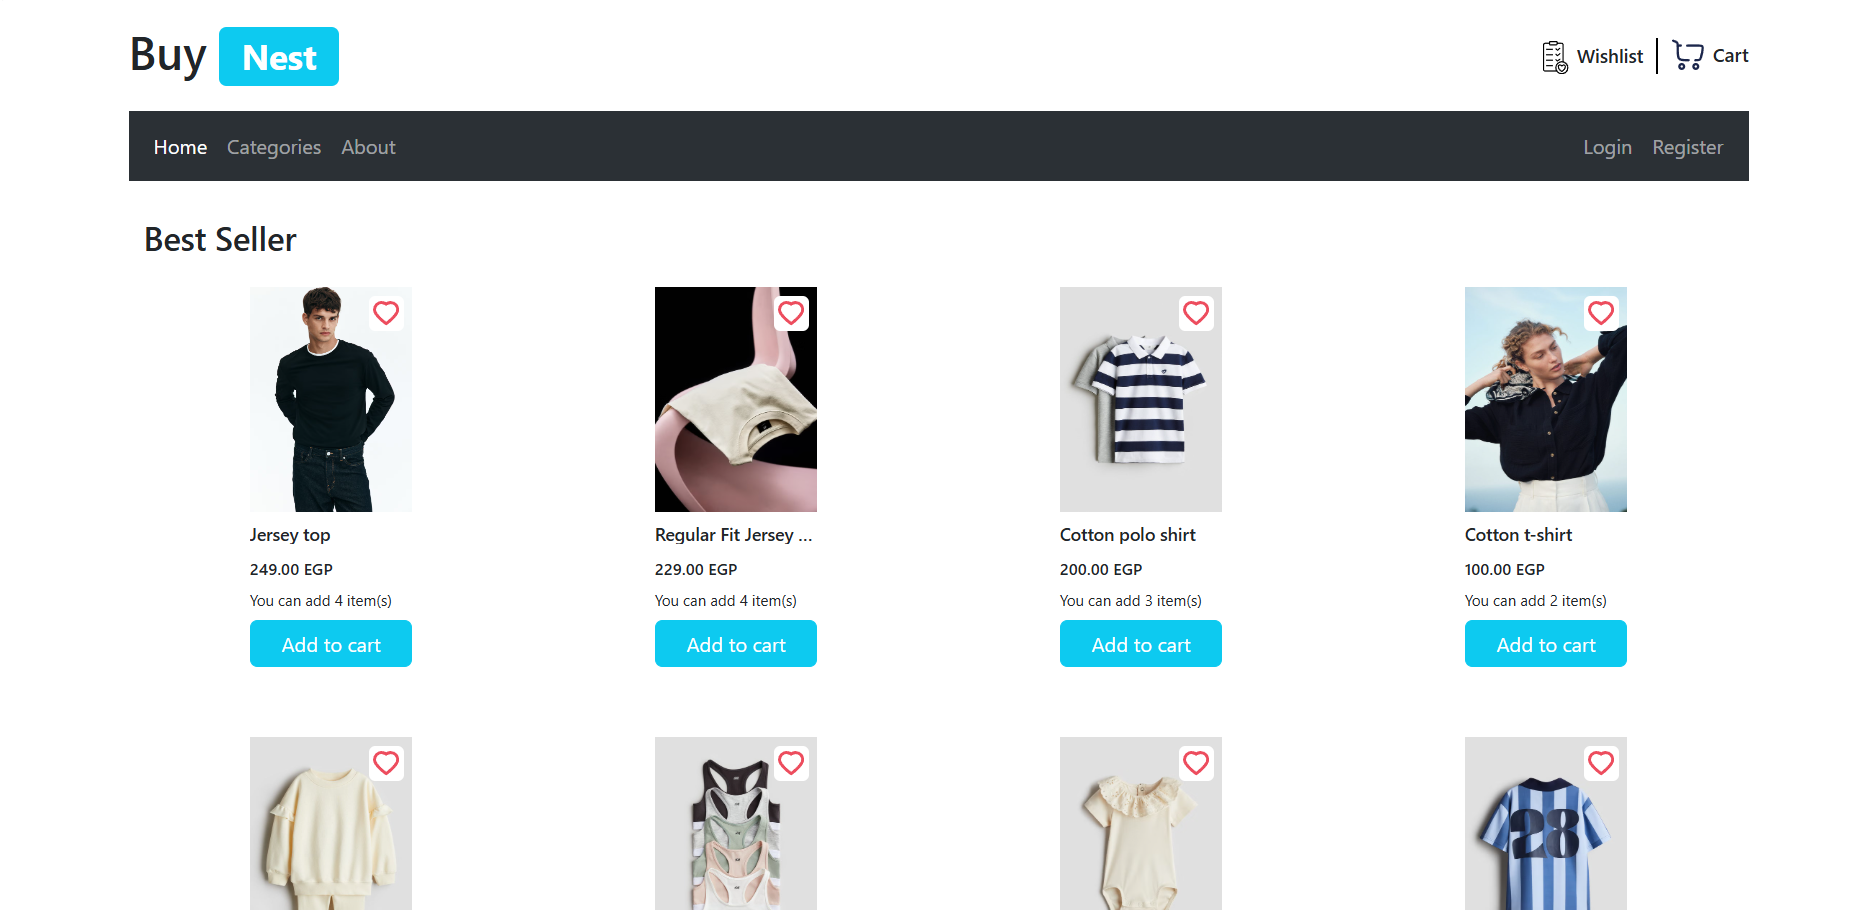 Buy Nest
Wishlist
Cart
Home Categories About
Login Register
Best Seller
Jersey top
249.00 EGP
You can add 4 item(s)
Add to cart
Regular Fit Jersey ...
229.00 EGP
You can add 4 item(s)
Add to cart
Cotton polo shirt
200.00 EGP
You can add 3 item(s)
Add to cart
Cotton t-shirt
100.00 EGP
You can add 2 item(s)
Add to cart
28